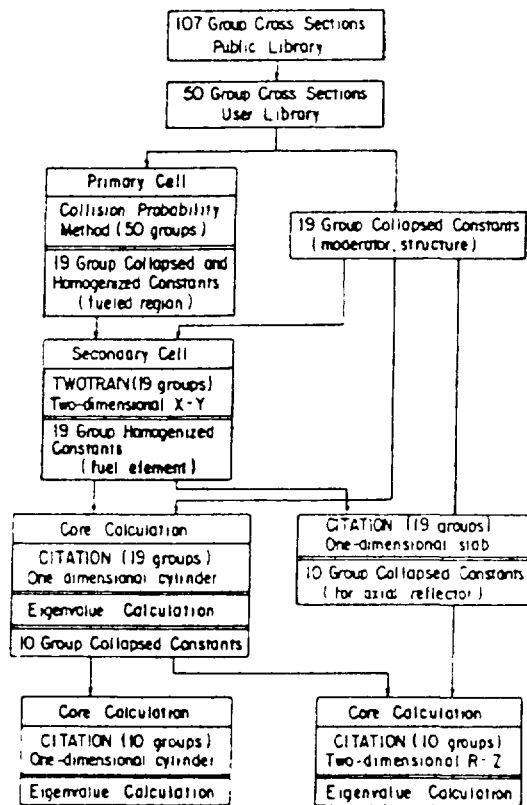 107 Group Cross Sections
Public Library
50 Group Cross Sections
User Library
Primary Cell
Collision Probability
Method (50 groups)
19 Group Collapsed and
Homogenized Constants
(fueled region)
19 Group Collapsed Constants
(moderator, structure)
Secondary Cell
TWOTRAN (19 groups)
Two-dimensional X-Y
19 Group Homogenized
Constants
(fuel element)
Core Calculation
CITATION (19 groups)
One dimensional cylinder
Eigenvalue Calculation
10 Group Collapsed Constants
CITATION (19 groups)
One-dimensional slab
10 Group Collapsed Constants
(for axial reflector)
Core Calculation
CITATION (10 groups)
One-dimensional cylinder
Eigenvalue Calculation
Core Calculation
CITATION (10 groups)
Two-dimensional R-Z
Eigenvalue Calculation